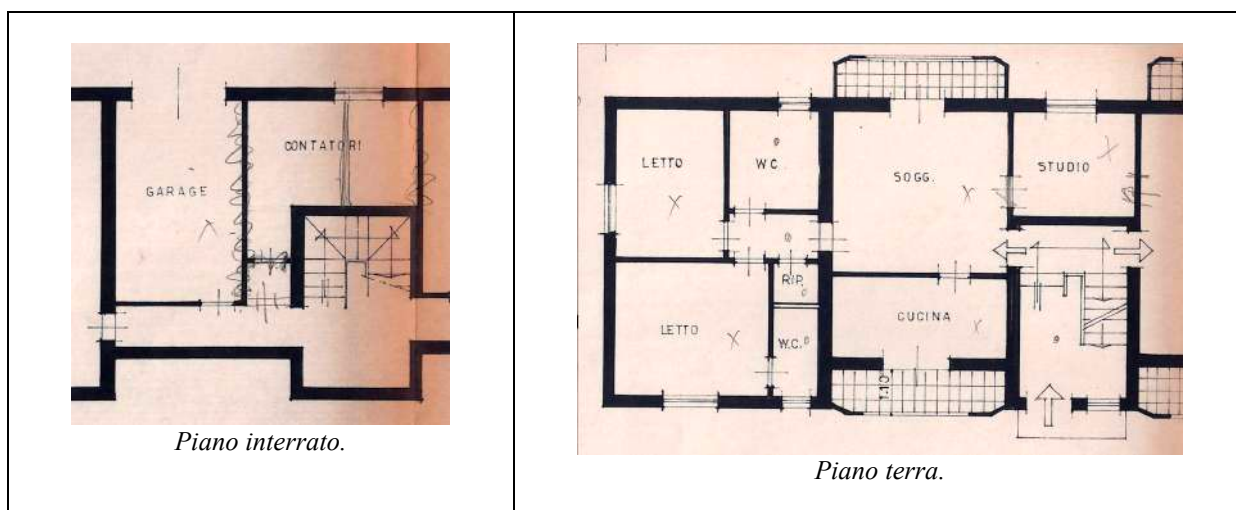 CONTATORI
GARAGE
Piano interrato.
LETTO
W.C.
SOGG.
STUDIO
RIP.
LETTO
W.C.
CUCINA
1.10
Piano terra.